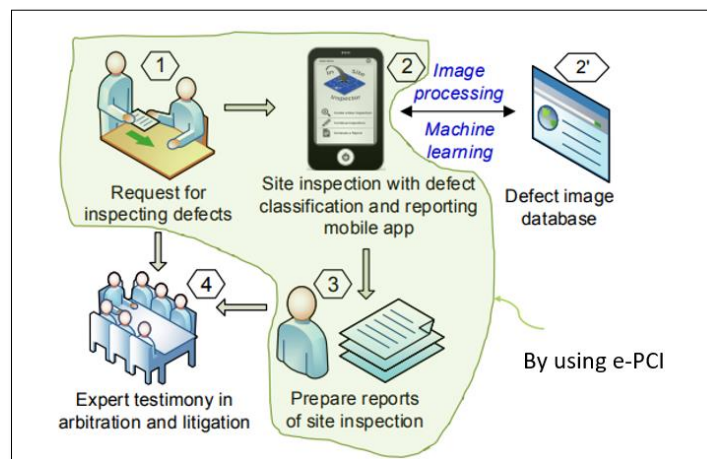 1
Request for
inspecting defects
2
Site
Inspector
Site inspection with defect
classification and reporting
mobile app
Image
processing
Machine
learning
2'
Defect image
database
3
Prepare reports
of site inspection
4
Expert testimony in
arbitration and litigation
By using e-PCI